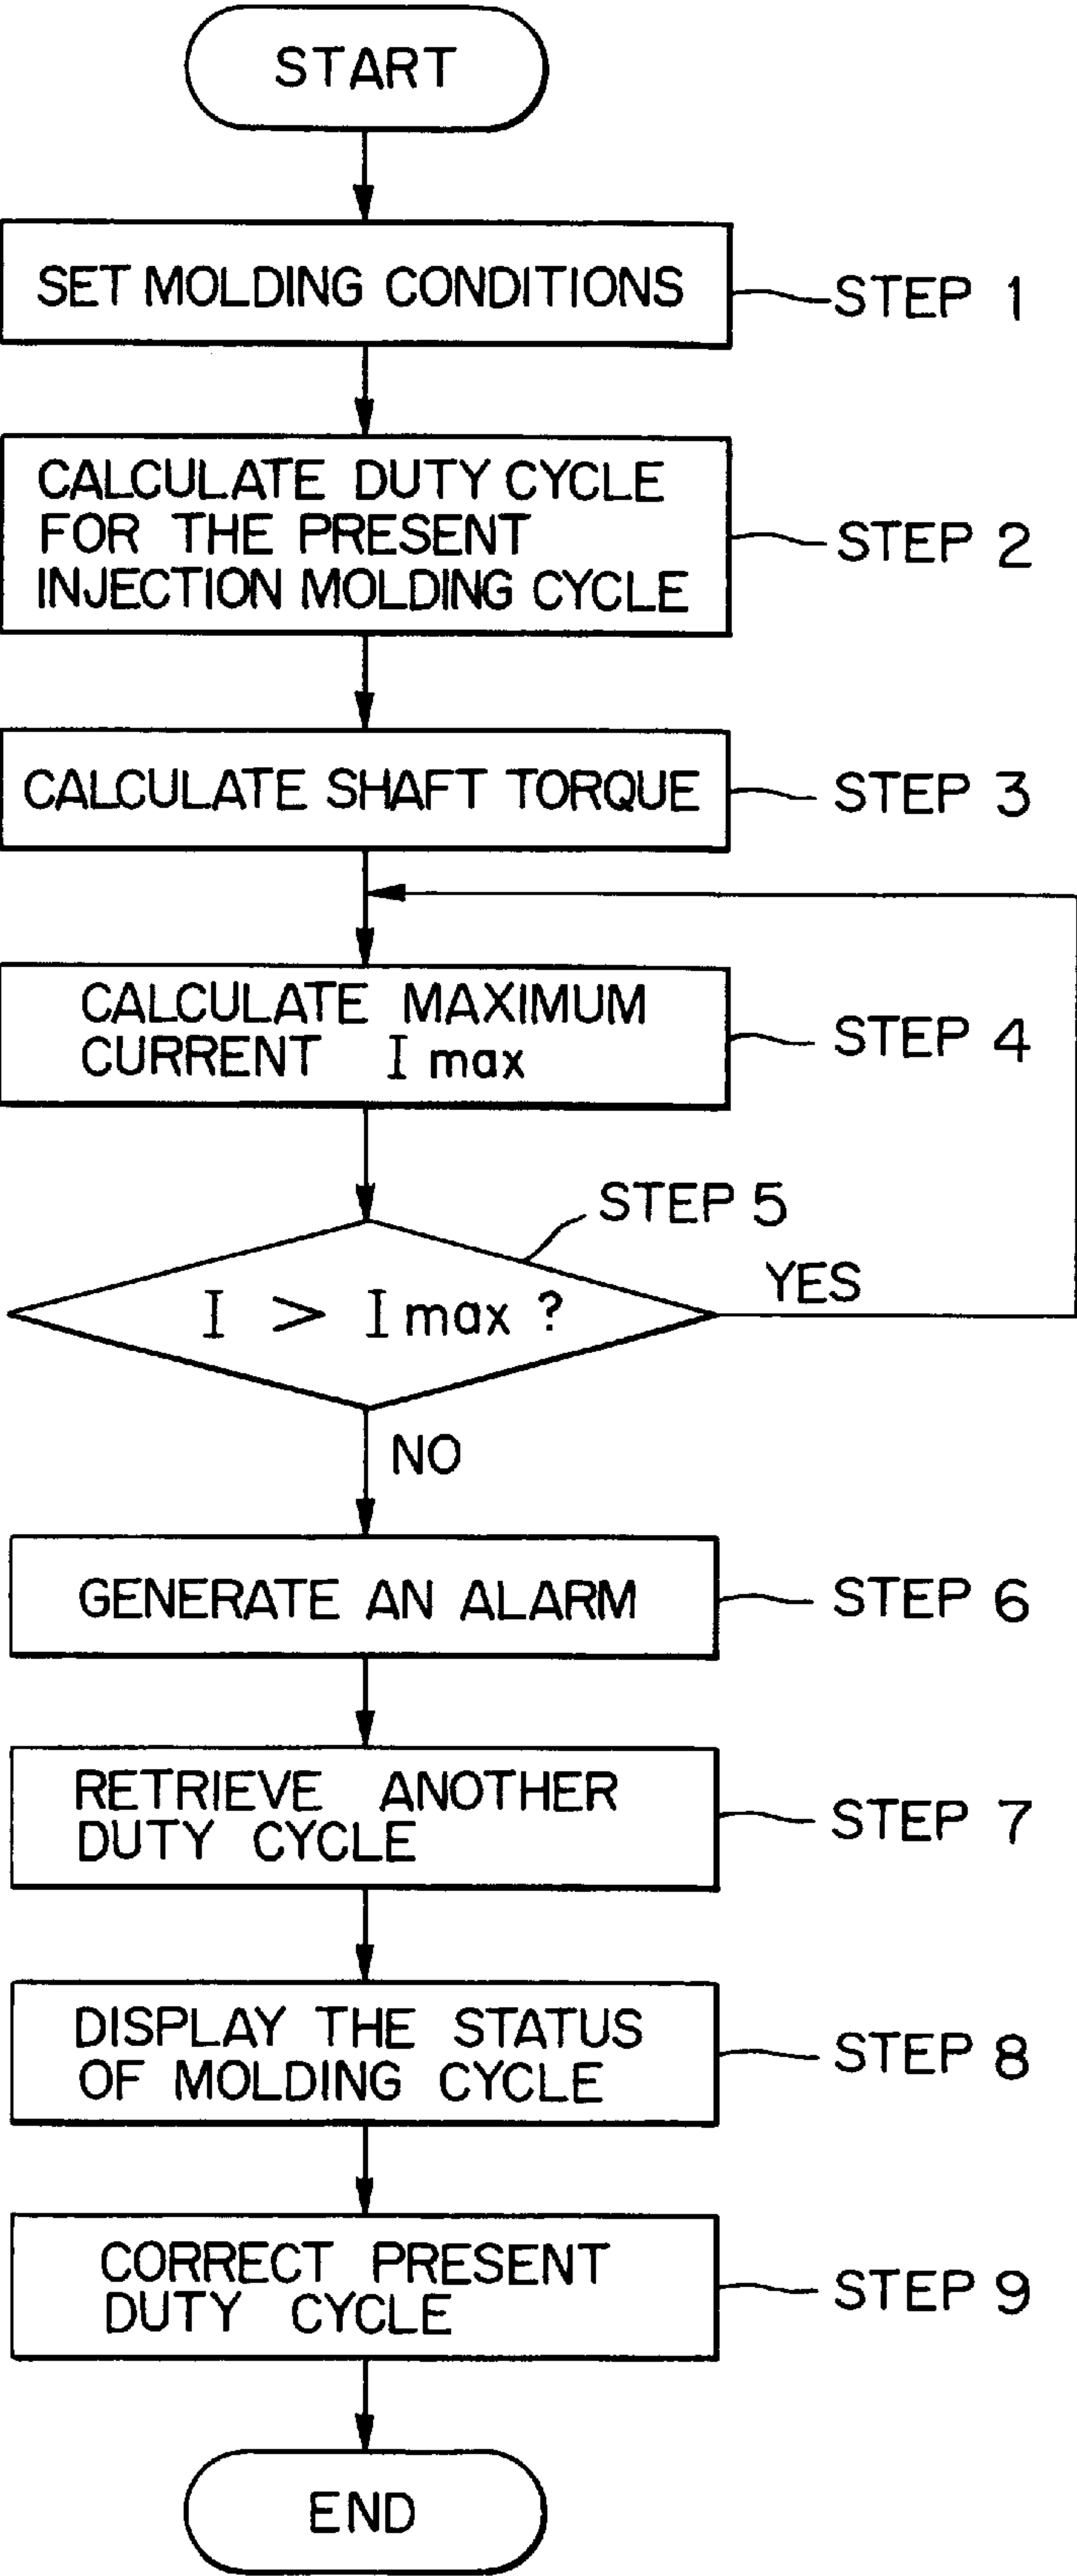 START
SET MOLDING CONDITIONS
STEP 1
CALCULATE DUTY CYCLE
FOR THE PRESENT
INJECTION MOLDING CYCLE
STEP 2
CALCULATE SHAFT TORQUE
STEP 3
CALCULATE MAXIMUM
CURRENT I max
STEP 4
STEP 5
I > I max ?
YES
NO
GENERATE AN ALARM
STEP 6
RETRIEVE ANOTHER
DUTY CYCLE
STEP 7
DISPLAY THE STATUS
OF MOLDING CYCLE
STEP 8
CORRECT PRESENT
DUTY CYCLE
STEP 9
END